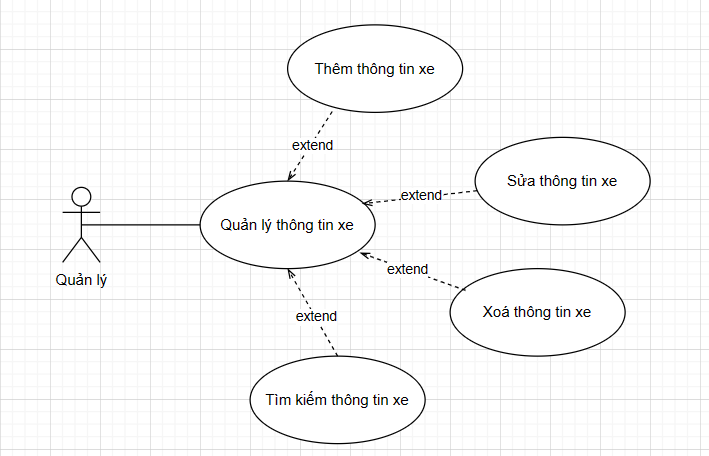 Thêm thông tin xe
extend
Sửa thông tin xe
extend
Quản lý thông tin xe
Quản lý
extend
Xoá thông tin xe
extend
Tìm kiếm thông tin xe